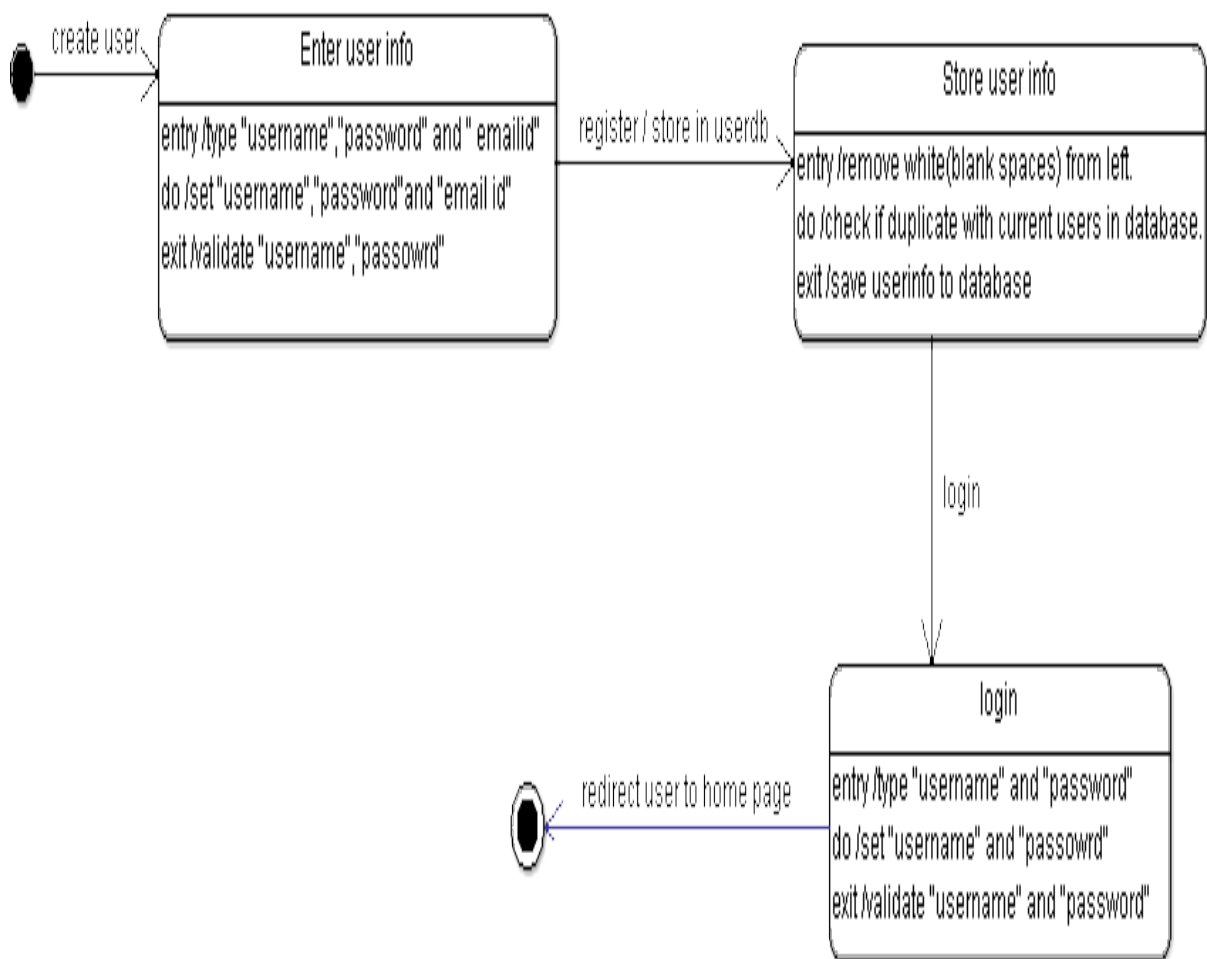 create user
Enter user info
entry /type "username","password" and " emailid"
do /set "username","password"and "email id"
exit /validate "username","passowrd"
register / store in userdb
Store user info
entry /remove white(blank spaces) from left.
do /check if duplicate with current users in database.
exit /save userinfo to database
login
login
entry /type "username" and "password"
do /set "username" and "passowrd"
exit /validate "username" and "password"
redirect user to home page